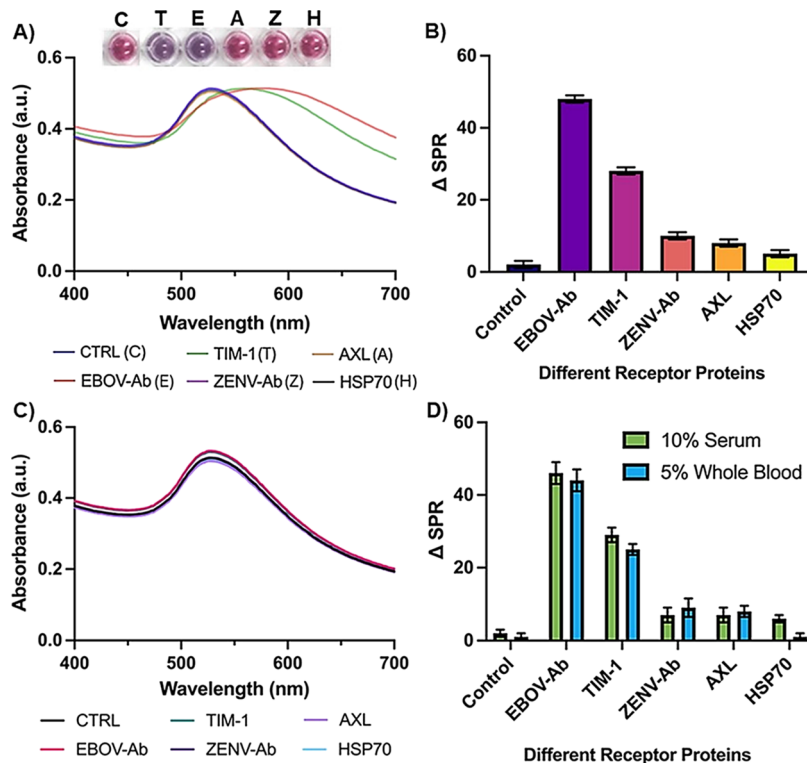 A)
C T E A Z H
Absorbance (a.u.)
0.6
0.4
0.2
0.0
400 500 600 700
Wavelength (nm)
CTRL (C) TIM-1(T) AXL(A)
EBOV-Ab(E) ZENV-Ab(Z) HSP70(H)
B)
Δ SPR
60
40
20
0
Control EBOV-Ab TIM-1 ZENV-Ab AXL HSP70
Different Receptor Proteins
C)
Absorbance (a.u.)
0.6
0.4
0.2
0.0
400 500 600 700
Wavelength (nm)
CTRL TIM-1 AXL
EBOV-Ab ZENV-Ab HSP70
D)
Δ SPR
60
40
20
0
10% Serum
5% Whole Blood
Control EBOV-Ab TIM-1 ZENV-Ab AXL HSP70
Different Receptor Proteins